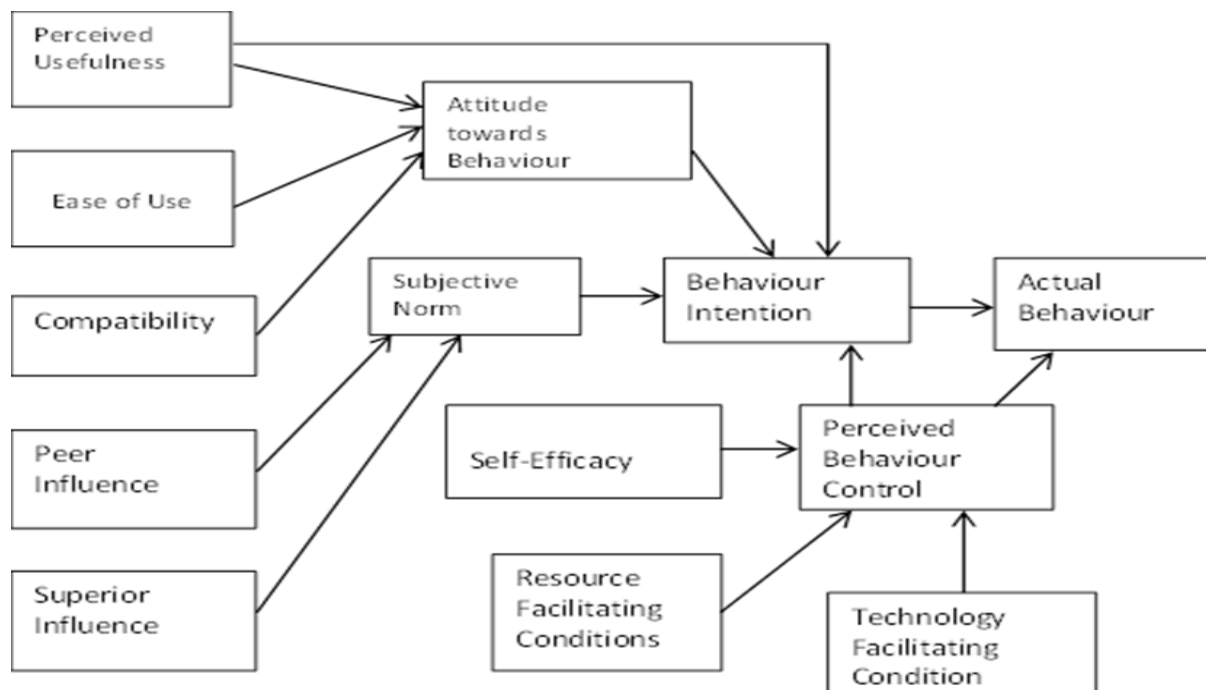 Perceived
Usefulness
Attitude
towards
Behaviour
Ease of Use
Subjective
Norm
Behaviour
Intention
Actual
Behaviour
Compatibility
Peer
Influence
Self-Efficacy
Perceived
Behaviour
Control
Superior
Influence
Resource
Facilitating
Conditions
Technology
Facilitating
Condition